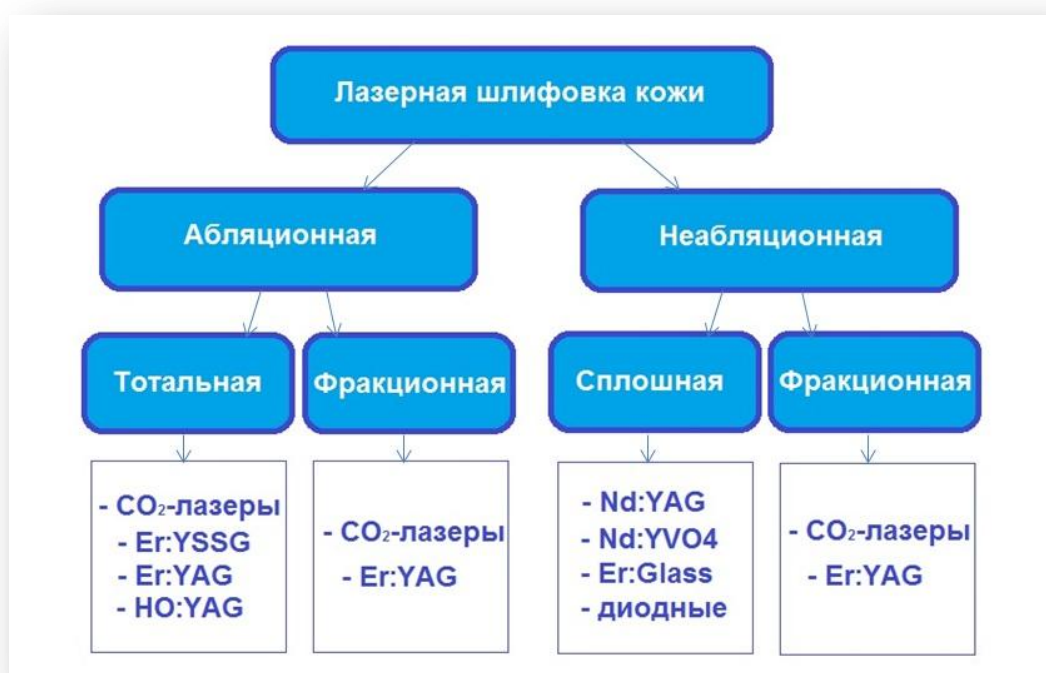 Лазерная шлифовка кожи
Абляционная
Неабляционная
Тотальная
Фракционная
Сплошная
Фракционная
- CO₂-лазеры
- Er:YSSG
- Er:YAG
- HO:YAG
- CO₂-лазеры
- Er:YAG
- Nd:YAG
- Nd:YVO4
- Er:Glass
- диодные
- CO₂-лазеры
- Er:YAG